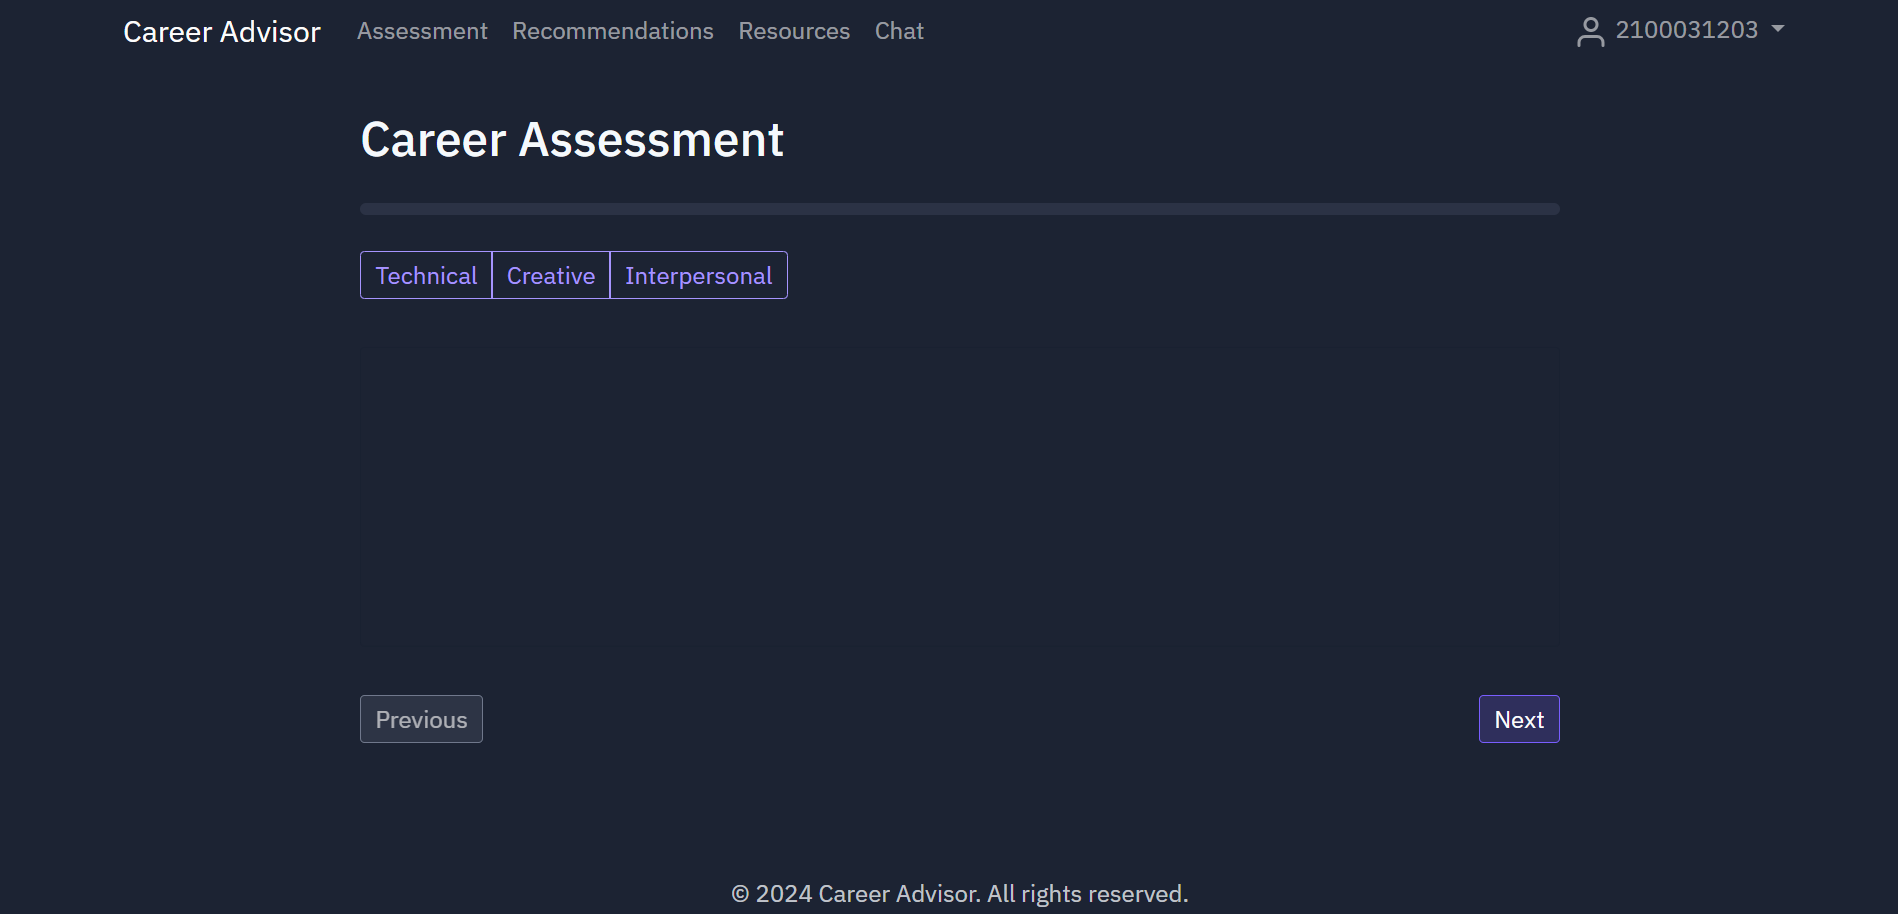 Career Advisor Assessment Recommendations Resources Chat 2100031203
Career Assessment
Technical Creative Interpersonal
Previous Next
© 2024 Career Advisor. All rights reserved.